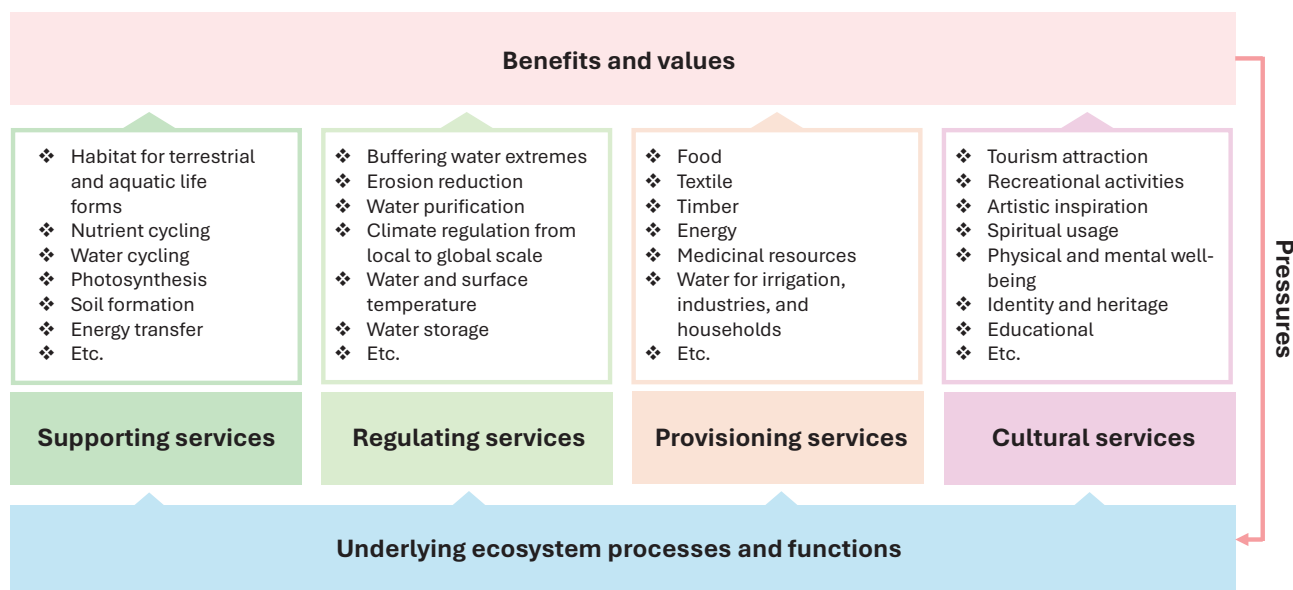 Benefits and values
❖ Habitat for terrestrial
and aquatic life
forms
❖ Nutrient cycling
❖ Water cycling
❖ Photosynthesis
❖ Soil formation
❖ Energy transfer
❖ Etc.
❖ Buffering water extremes
❖ Erosion reduction
❖ Water purification
❖ Climate regulation from
local to global scale
❖ Water and surface
temperature
❖ Water storage
❖ Etc.
❖ Food
❖ Textile
❖ Timber
❖ Energy
❖ Medicinal resources
❖ Water for irrigation,
industries, and
households
❖ Etc.
❖ Tourism attraction
❖ Recreational activities
❖ Artistic inspiration
❖ Spiritual usage
❖ Physical and mental well-
being
❖ Identity and heritage
❖ Educational
❖ Etc.
Supporting services
Regulating services
Provisioning services
Cultural services
Underlying ecosystem processes and functions
Pressures